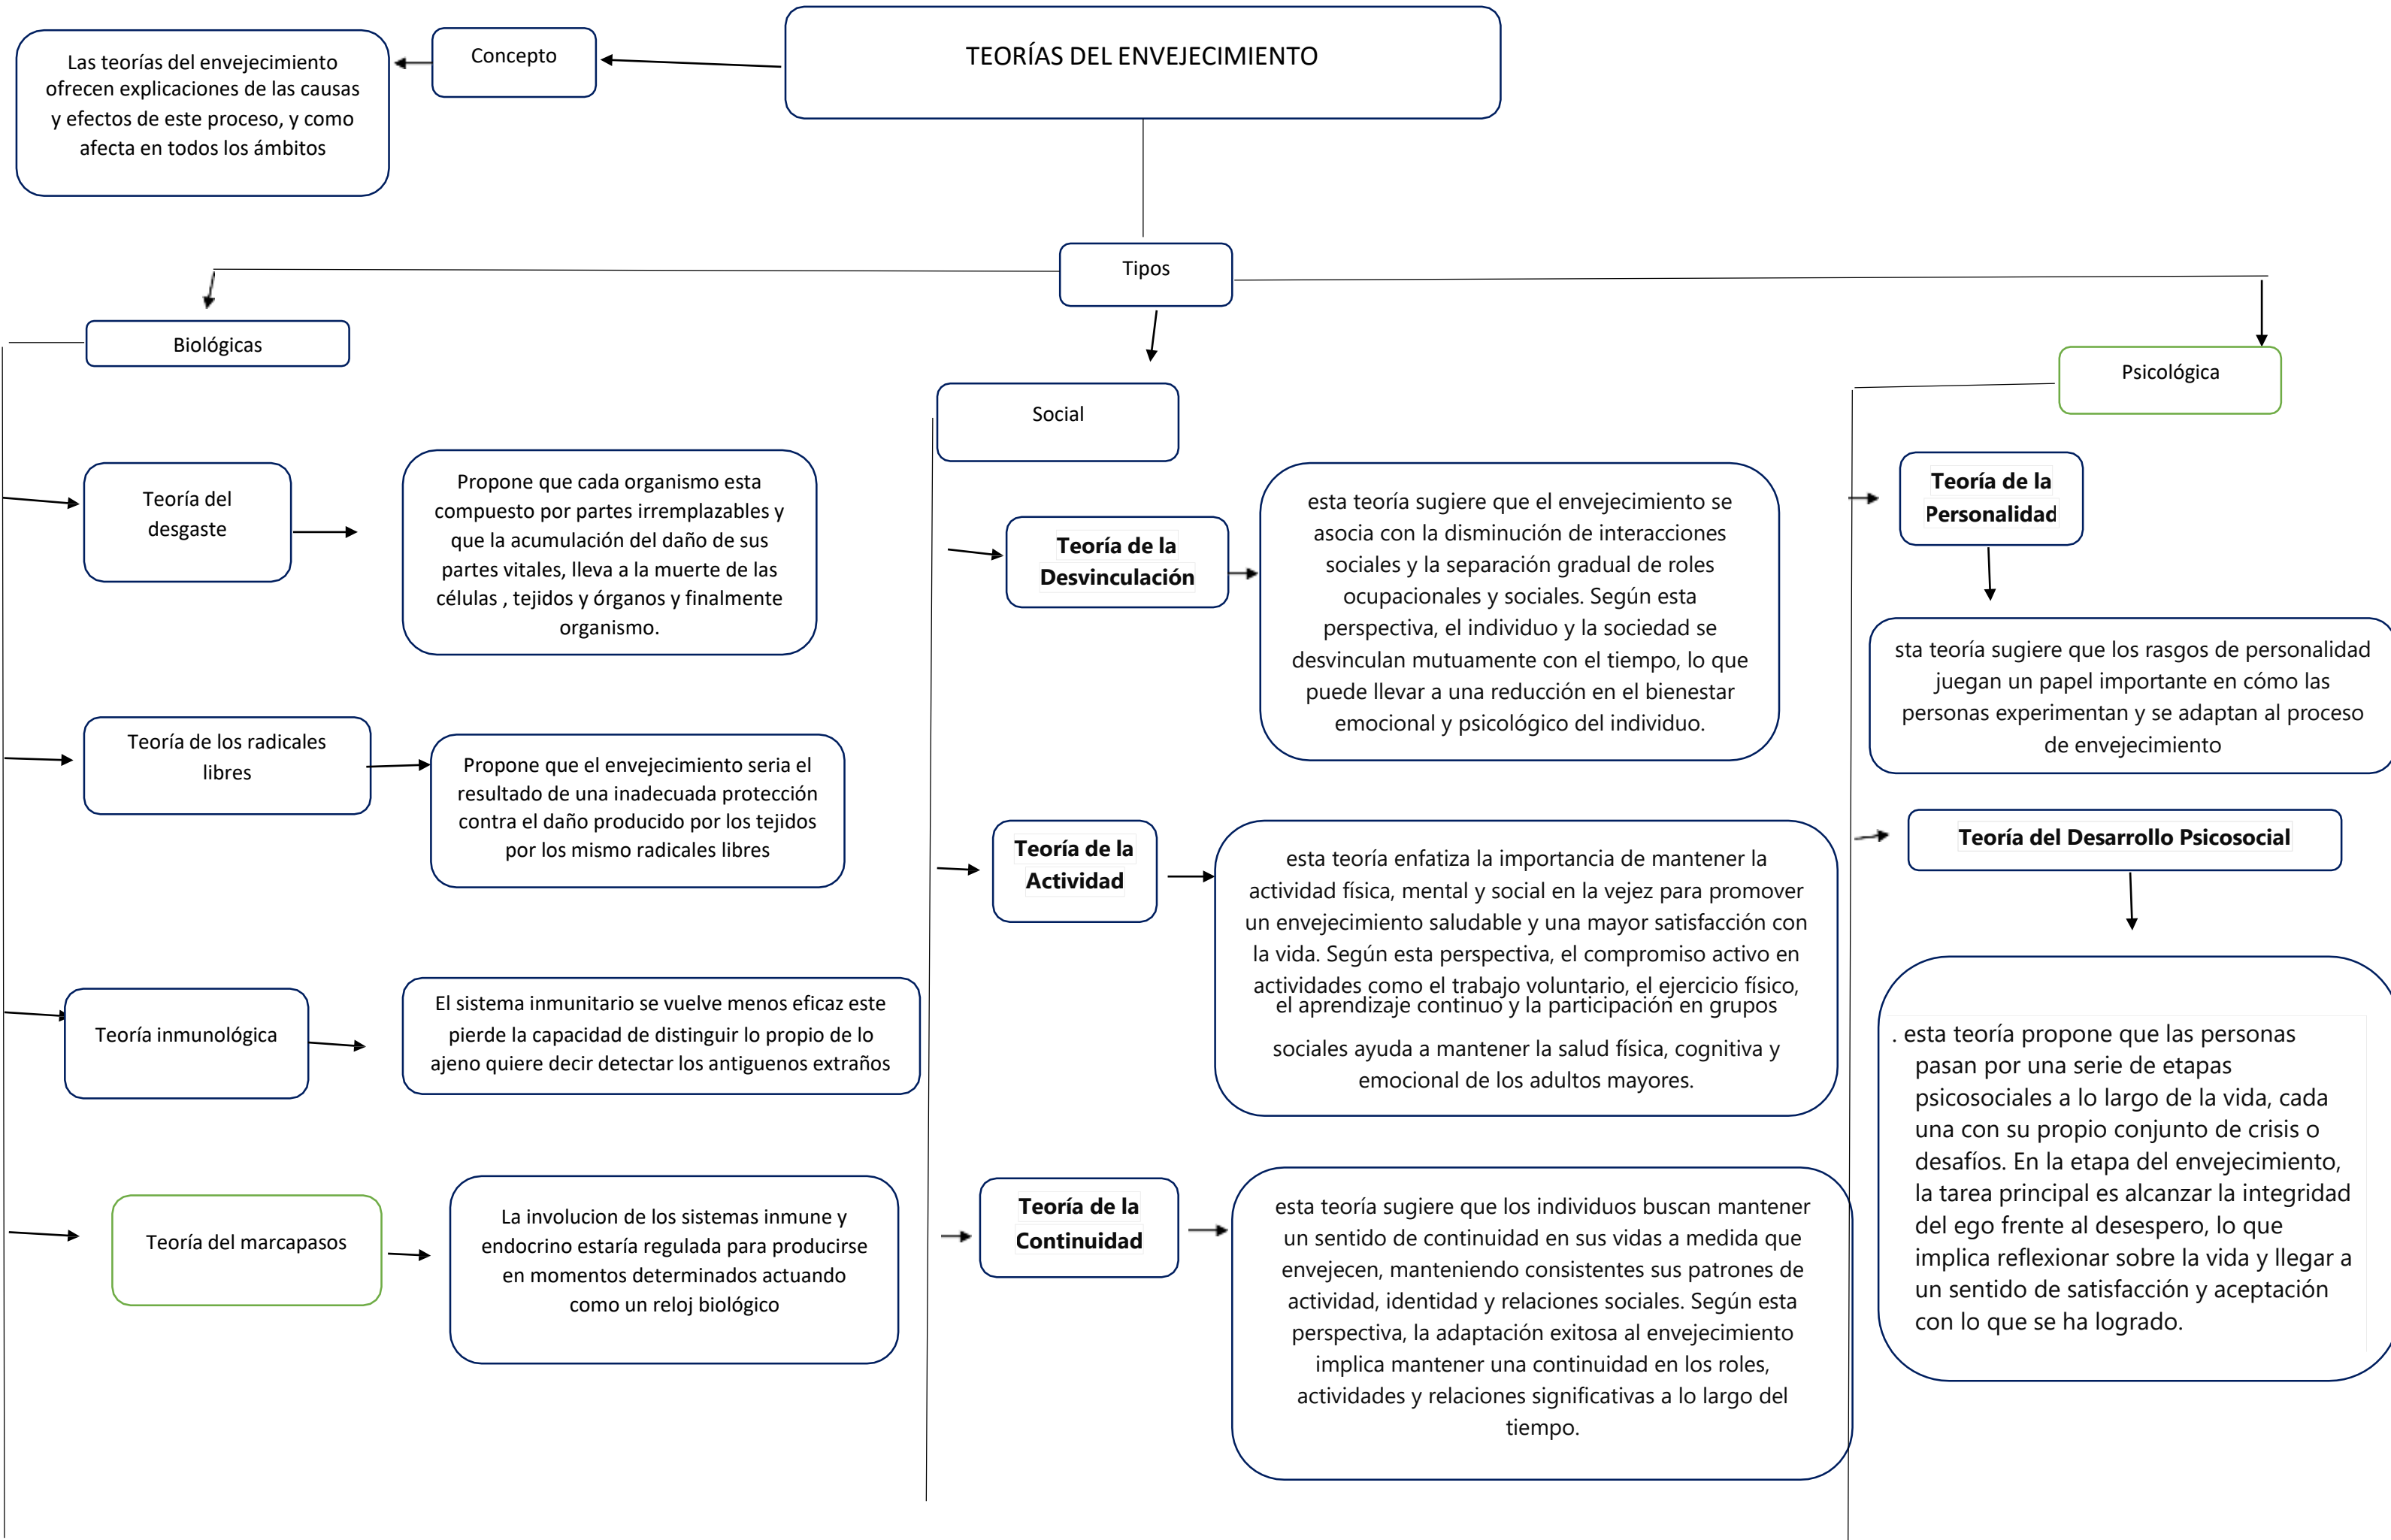 TEORÍAS DEL ENVEJECIMIENTO
Concepto
Las teorías del envejecimiento
ofrecen explicaciones de las causas
y efectos de este proceso, y como
afecta en todos los ámbitos
Tipos
Biológicas
Teoría del
desgaste
Propone que cada organismo esta
compuesto por partes irremplazables y
que la acumulación del daño de sus
partes vitales, lleva a la muerte de las
células , tejidos y órganos y finalmente
organismo.
Teoría de los radicales
libres
Propone que el envejecimiento seria el
resultado de una inadecuada protección
contra el daño producido por los tejidos
por los mismo radicales libres
Teoría inmunológica
El sistema inmunitario se vuelve menos eficaz este
pierde la capacidad de distinguir lo propio de lo
ajeno quiere decir detectar los antiguenos extraños
Teoría del marcapasos
La involucion de los sistemas inmune y
endocrino estaría regulada para producirse
en momentos determinados actuando
como un reloj biológico
Social
Teoría de la
Desvinculación
esta teoría sugiere que el envejecimiento se
asocia con la disminución de interacciones
sociales y la separación gradual de roles
ocupacionales y sociales. Según esta
perspectiva, el individuo y la sociedad se
desvinculan mutuamente con el tiempo, lo que
puede llevar a una reducción en el bienestar
emocional y psicológico del individuo.
Teoría de la
Actividad
esta teoría enfatiza la importancia de mantener la
actividad física, mental y social en la vejez para promover
un envejecimiento saludable y una mayor satisfacción con
la vida. Según esta perspectiva, el compromiso activo en
actividades como el trabajo voluntario, el ejercicio físico,
el aprendizaje continuo y la participación en grupos
sociales ayuda a mantener la salud física, cognitiva y
emocional de los adultos mayores.
Teoría de la
Continuidad
esta teoría sugiere que los individuos buscan mantener
un sentido de continuidad en sus vidas a medida que
envejecen, manteniendo consistentes sus patrones de
actividad, identidad y relaciones sociales. Según esta
perspectiva, la adaptación exitosa al envejecimiento
implica mantener una continuidad en los roles,
actividades y relaciones significativas a lo largo del
tiempo.
Psicológica
Teoría de la
Personalidad
sta teoría sugiere que los rasgos de personalidad
juegan un papel importante en cómo las
personas experimentan y se adaptan al proceso
de envejecimiento
Teoría del Desarrollo Psicosocial
. esta teoría propone que las personas
pasan por una serie de etapas
psicosociales a lo largo de la vida, cada
una con su propio conjunto de crisis o
desafíos. En la etapa del envejecimiento,
la tarea principal es alcanzar la integridad
del ego frente al desespero, lo que
implica reflexionar sobre la vida y llegar a
un sentido de satisfacción y aceptación
con lo que se ha logrado.